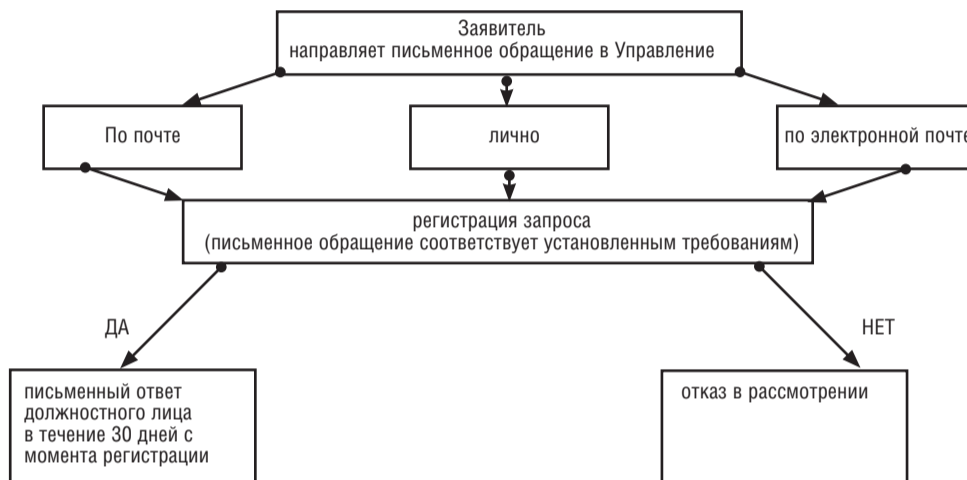 Заявитель
направляет письменное обращение в Управление
По почте
лично
по электронной почте
регистрация запроса
(письменное обращение соответствует установленным требованиям)
ДА
НЕТ
письменный ответ
должностного лица
в течение 30 дней с
момента регистрации
отказ в рассмотрении